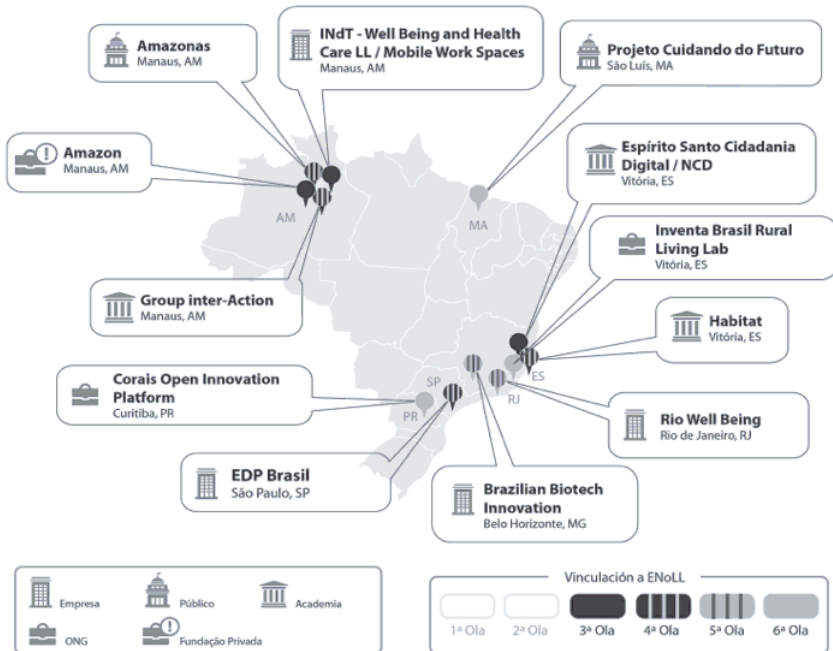 Amazonas
Manaus, AM
INdT - Well Being and Health
Care LL / Mobile Work Spaces
Manaus, AM
Projeto Cuidando do Futuro
São Luís, MA
Amazon
Manaus, AM
Espírito Santo Cidadania
Digital / NCD
Vitória, ES
AM
MA
Inventa Brasil Rural
Living Lab
Vitória, ES
Group inter-Action
Manaus, AM
Habitat
Vitória, ES
Corais Open Innovation
Platform
Curitiba, PR
SP
ES
PR
RJ
Rio Well Being
Rio de Janeiro, RJ
EDP Brasil
São Paulo, SP
Brazilian Biotech
Innovation
Belo Horizonte, MG
Empresa
Público
Academia
ONG
Fundação Privada
Vinculación a ENoLL
1ª Ola
2ª Ola
3ª Ola
4ª Ola
5ª Ola
6ª Ola